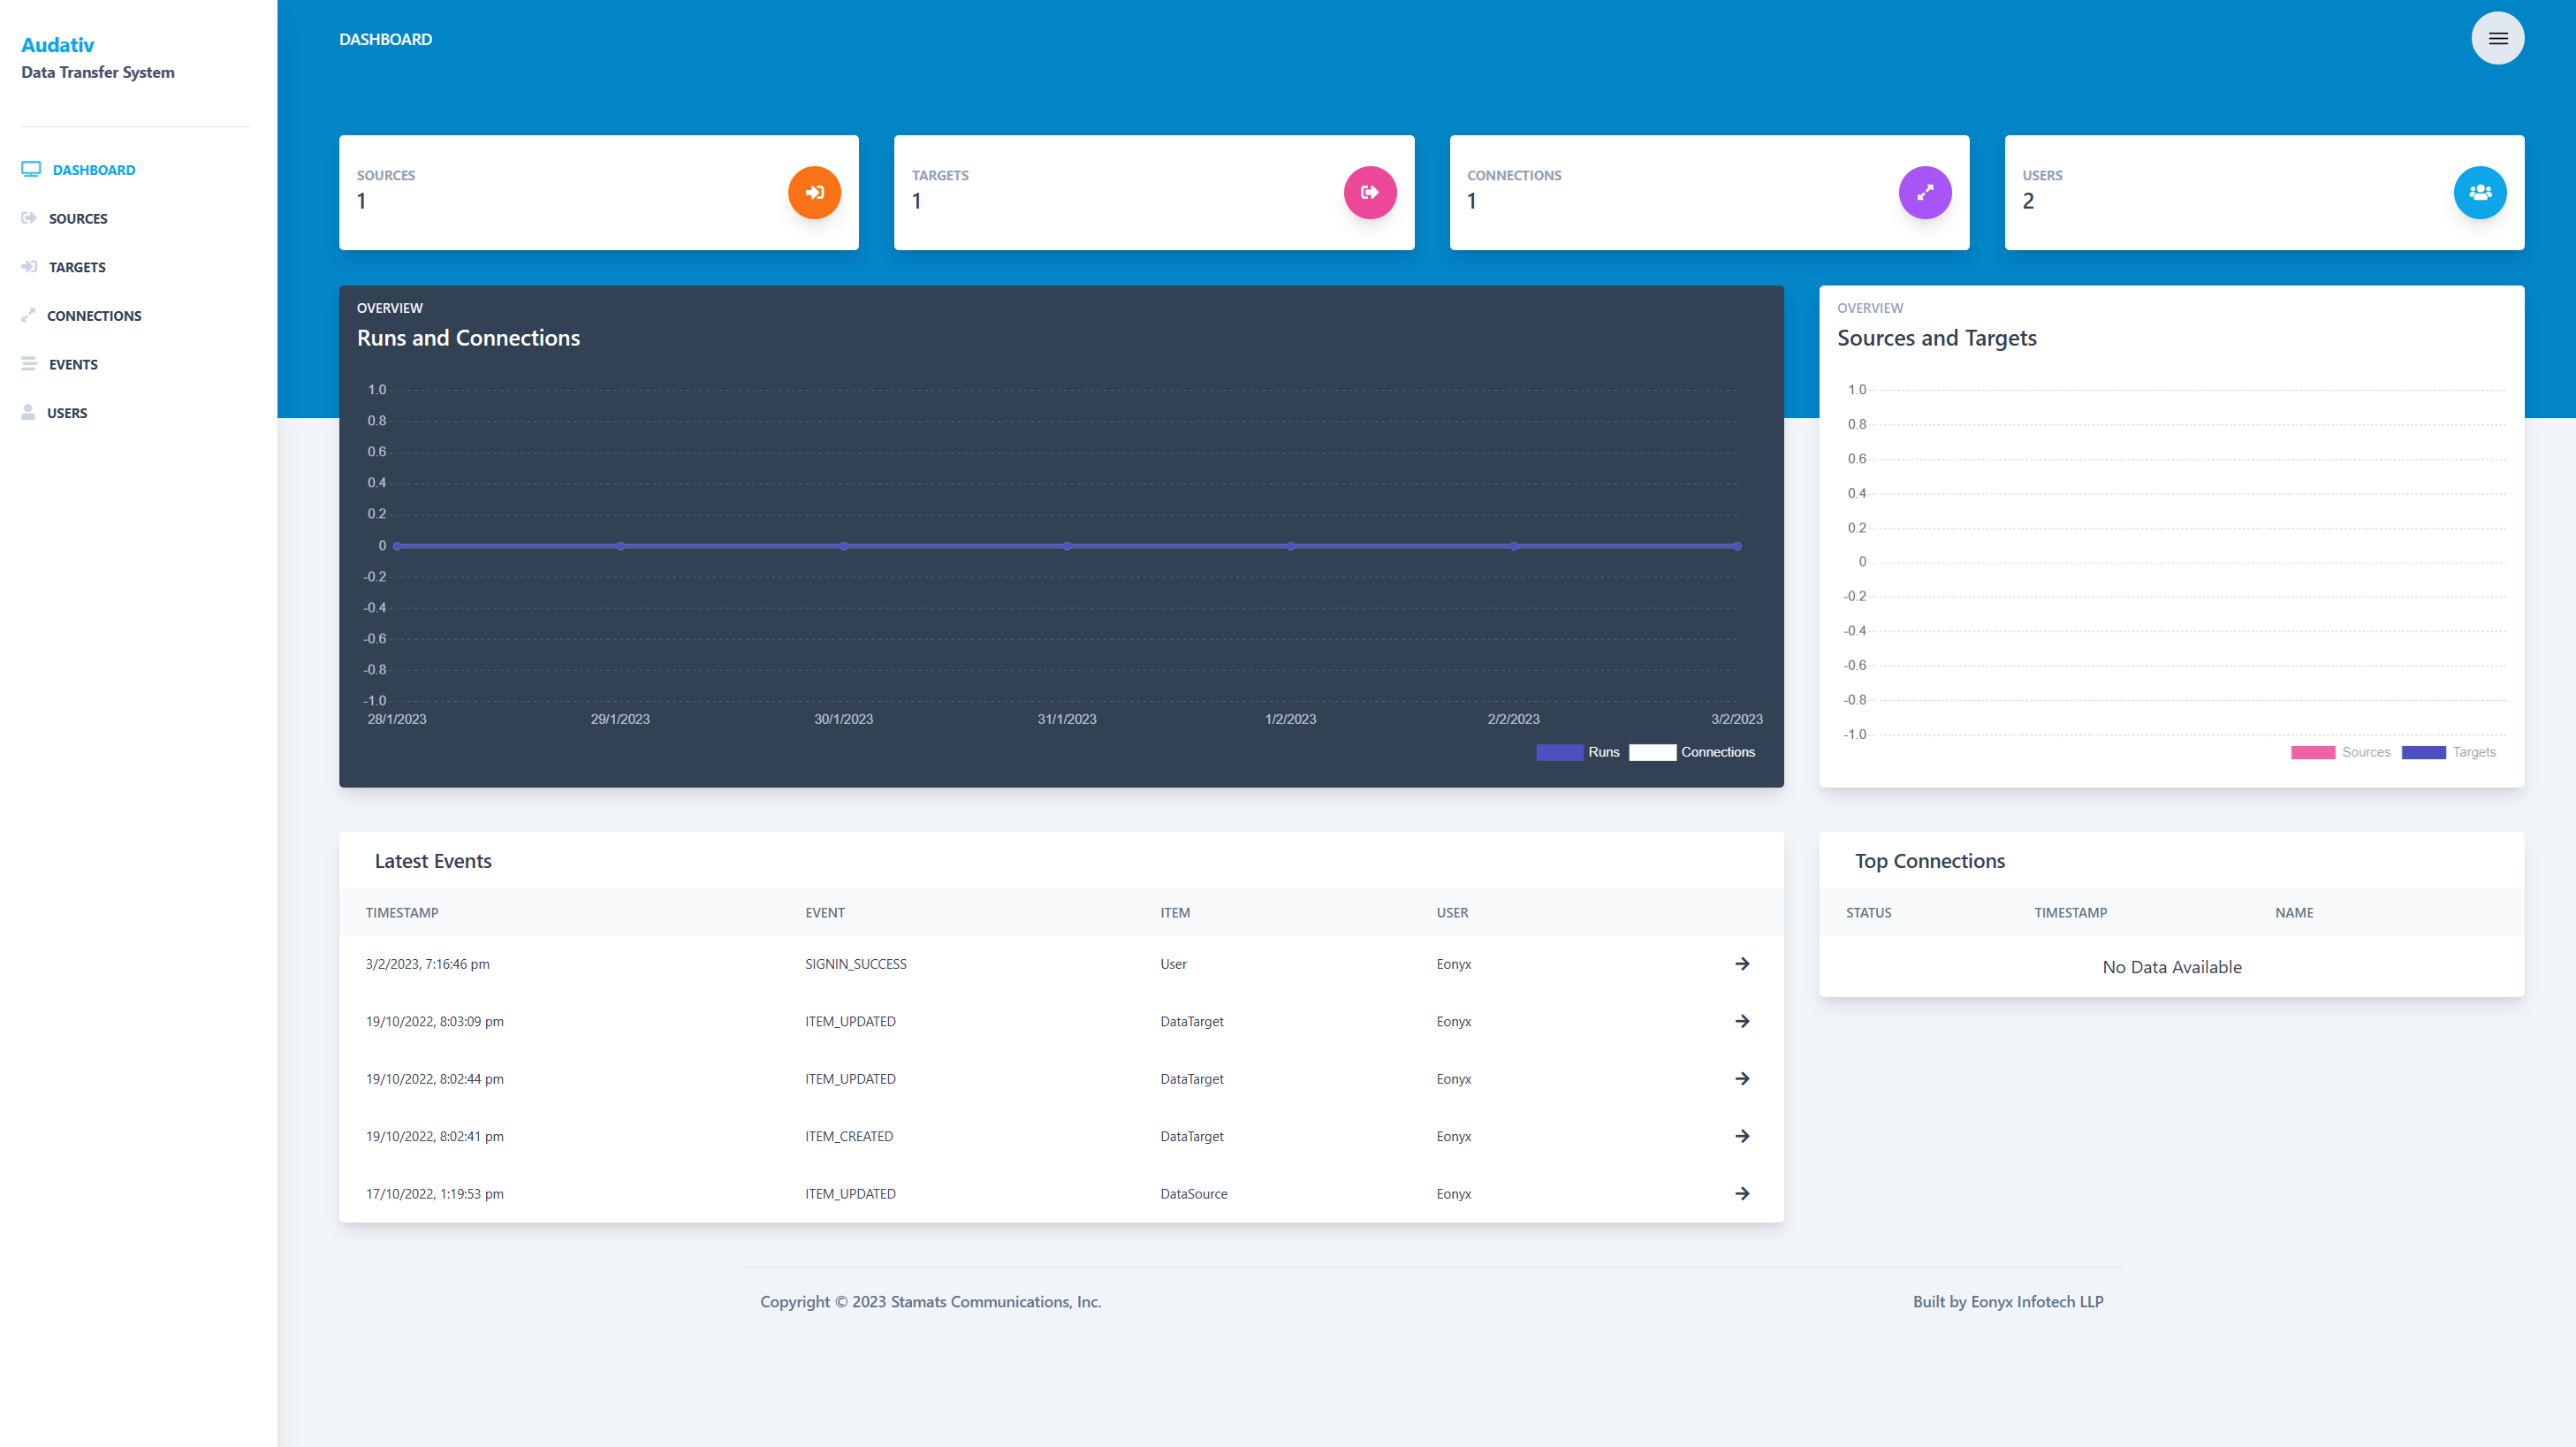 Audativ
Data Transfer System
DASHBOARD
SOURCES
TARGETS
CONNECTIONS
EVENTS
USERS
DASHBOARD
SOURCES
1
TARGETS
1
CONNECTIONS
1
USERS
2
OVERVIEW
Runs and Connections
1.0
0.8
0.6
0.4
0.2
0
-0.2
-0.4
-0.6
-0.8
-1.0
28/1/2023 29/1/2023 30/1/2023 31/1/2023 1/2/2023 2/2/2023 3/2/2023
Runs Connections
OVERVIEW
Sources and Targets
1.0
0.8
0.6
0.4
0.2
0
-0.2
-0.4
-0.6
-0.8
-1.0
Sources Targets
Latest Events
TIMESTAMP EVENT ITEM USER
3/2/2023, 7:16:46 pm SIGNIN_SUCCESS User Eonyx
19/10/2022, 8:03:09 pm ITEM_UPDATED DataTarget Eonyx
19/10/2022, 8:02:44 pm ITEM_UPDATED DataTarget Eonyx
19/10/2022, 8:02:41 pm ITEM_CREATED DataTarget Eonyx
17/10/2022, 1:19:53 pm ITEM_UPDATED DataSource Eonyx
Top Connections
STATUS TIMESTAMP NAME
No Data Available
Copyright © 2023 Stamats Communications, Inc.
Built by Eonyx Infotech LLP